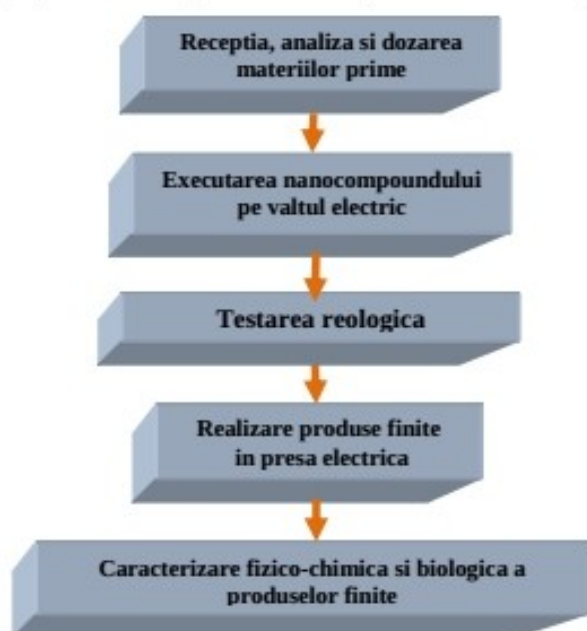 Receptia, analiza si dozarea
materiilor prime
Executarea nanocompoundului
pe valtul electric
Testarea reologica
Realizare produse finite
in presa electrica
Caracterizare fizico-chimica si biologica a
produselor finite